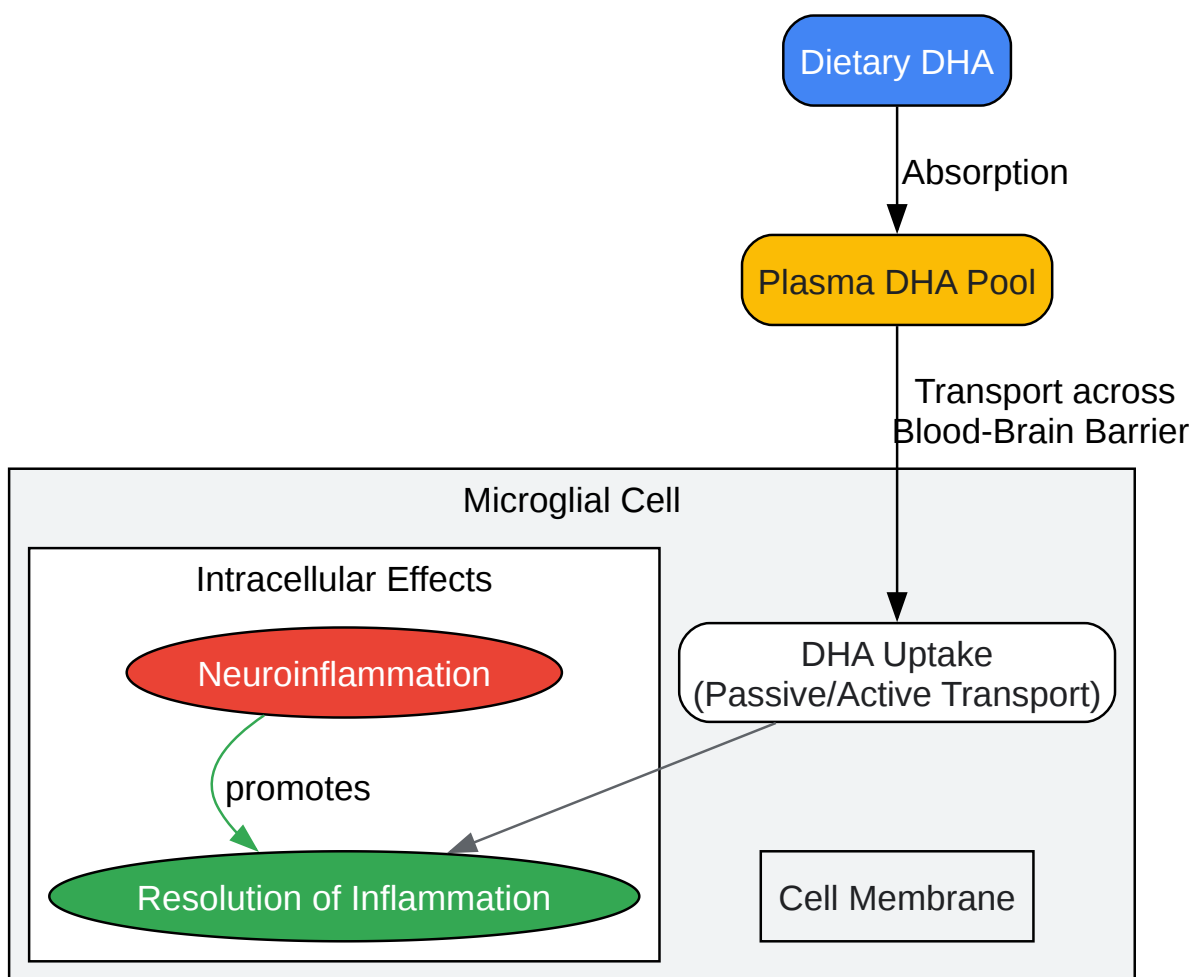 Dietary DHA
Absorption
Plasma DHA Pool
Transport across
Blood-Brain Barrier
Microglial Cell
Intracellular Effects
Neuroinflammation
DHA Uptake
(Passive/Active Transport)
promotes
Resolution of Inflammation
Cell Membrane